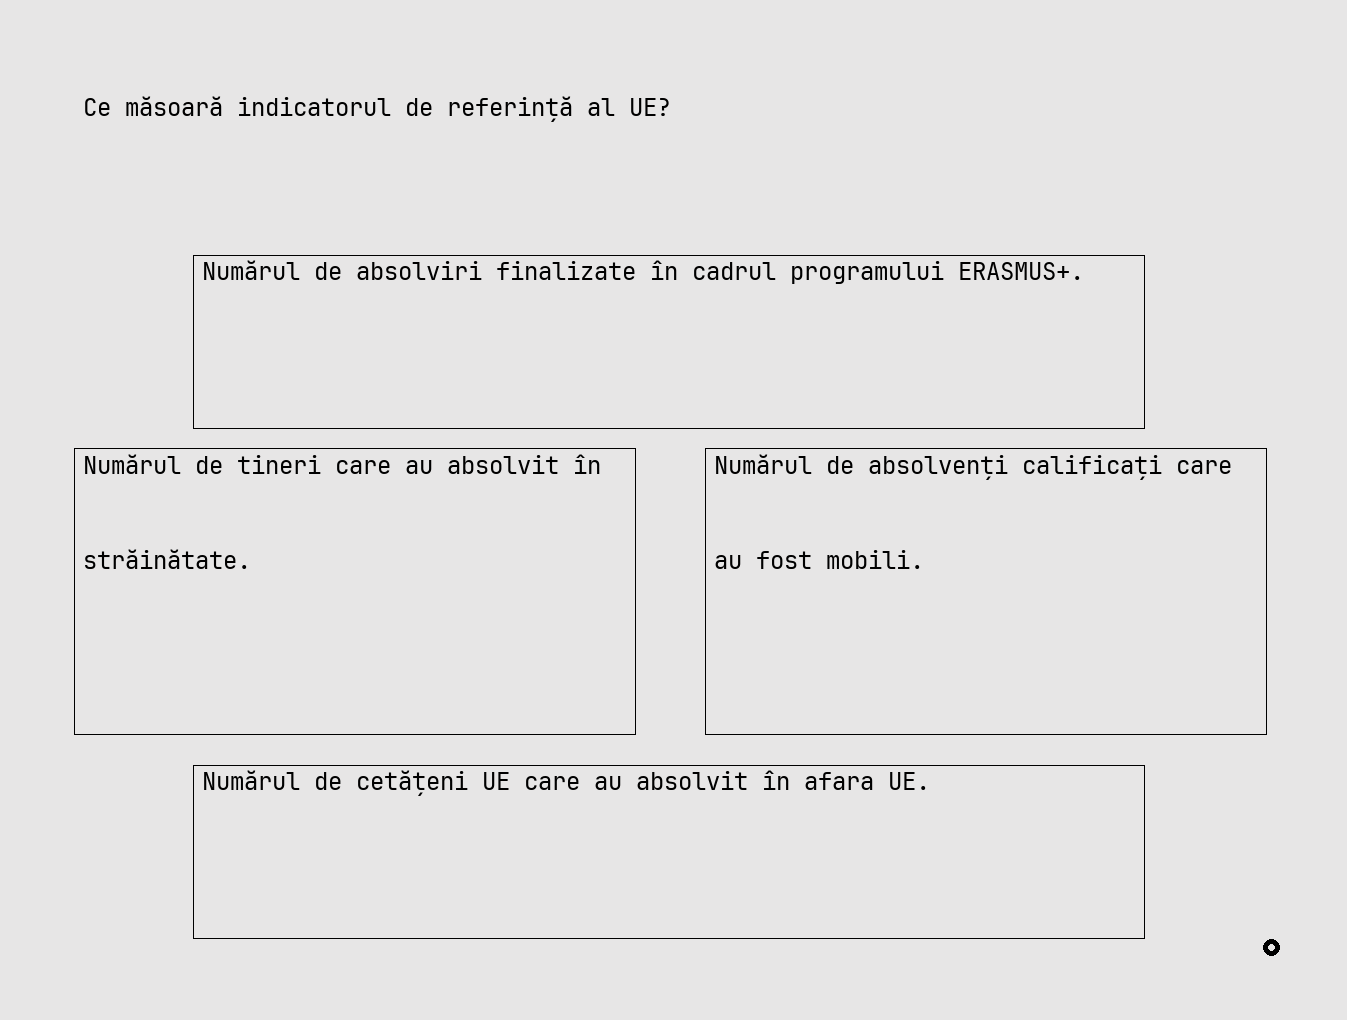 Ce măsoară indicatorul de referință al UE?
Numărul de absolviri finalizate în cadrul programului ERASMUS+.
Numărul de tineri care au absolvit în
străinătate.
Numărul de absolvenți calificați care
au fost mobili.
Numărul de cetățeni UE care au absolvit în afara UE.